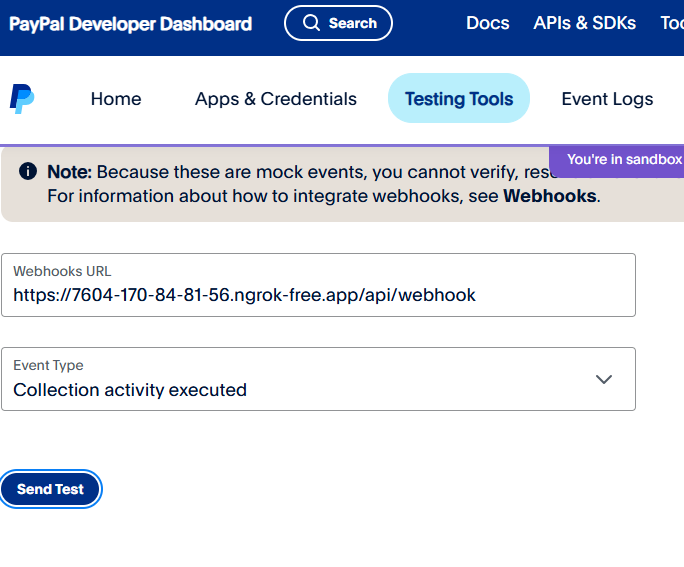 PayPal Developer Dashboard
Search
Docs
APIs & SDKs
Home
Apps & Credentials
Testing Tools
Event Logs
You're in sandbox
Note: Because these are mock events, you cannot verify,
For information about how to integrate webhooks, see Webhooks.
Webhooks URL
https://7604-170-84-81-56.ngrok-free.app/api/webhook
Event Type
Collection activity executed
Send Test